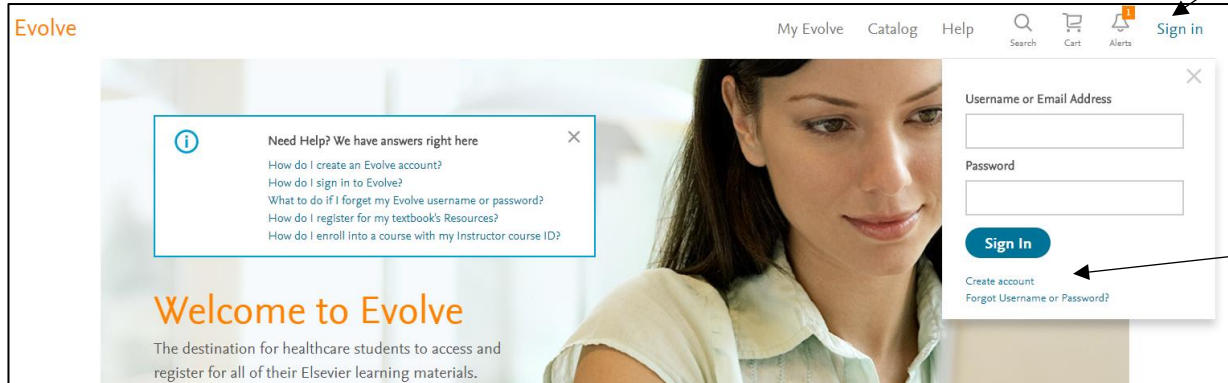 Evolve
My Evolve Catalog Help Search Cart 1 Alerts Sign in
Need Help? We have answers right here
How do I create an Evolve account?
How do I sign in to Evolve?
What to do if I forget my Evolve username or password?
How do I register for my textbook's Resources?
How do I enroll into a course with my Instructor course ID?
Welcome to Evolve
The destination for healthcare students to access and
register for all of their Elsevier learning materials.
Username or Email Address
Password
Sign In
Create account
Forgot Username or Password?